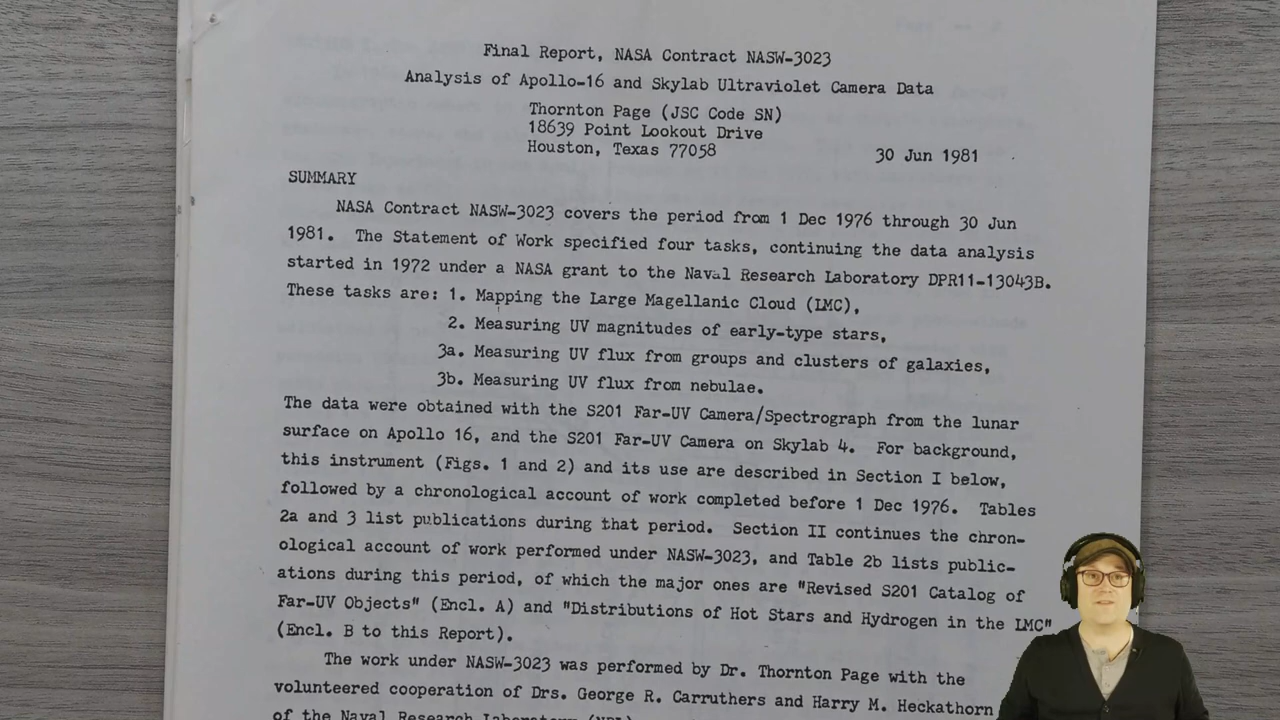 Final Report, NASA Contract NASW-3023
Analysis of Apollo-16 and Skylab Ultraviolet Camera Data
Thornton Page (JSC Code SN)
18639 Point Lookout Drive
Houston, Texas 77058 30 Jun 1981
SUMMARY
NASA Contract NASW-3023 covers the period from 1 Dec 1976 through 30 Jun
1981. The Statement of Work specified four tasks, continuing the data analysis
started in 1972 under a NASA grant to the Naval Research Laboratory DPR11-13043B.
These tasks are: 1. Mapping the Large Magellanic Cloud (LMC),
2. Measuring UV magnitudes of early-type stars,
3a. Measuring UV flux from groups and clusters of galaxies,
3b. Measuring UV flux from nebulae.
The data were obtained with the S201 Far-UV Camera/Spectrograph from the lunar
surface on Apollo 16, and the S201 Far-UV Camera on Skylab 4. For background,
this instrument (Figs. 1 and 2) and its use are described in Section I below,
followed by a chronological account of work completed before 1 Dec 1976. Tables
2a and 3 list publications during that period. Section II continues the chron-
ological account of work performed under NASW-3023, and Table 2b lists public-
ations during this period, of which the major ones are "Revised S201 Catalog of
Far-UV Objects" (Encl. A) and "Distributions of Hot Stars and Hydrogen in the LMC"
(Encl. B to this Report).
The work under NASW-3023 was performed by Dr. Thornton Page with the
volunteered cooperation of Drs. George R. Carruthers and Harry M. Heckathorn
of the Naval Research Laboratory (NRL)